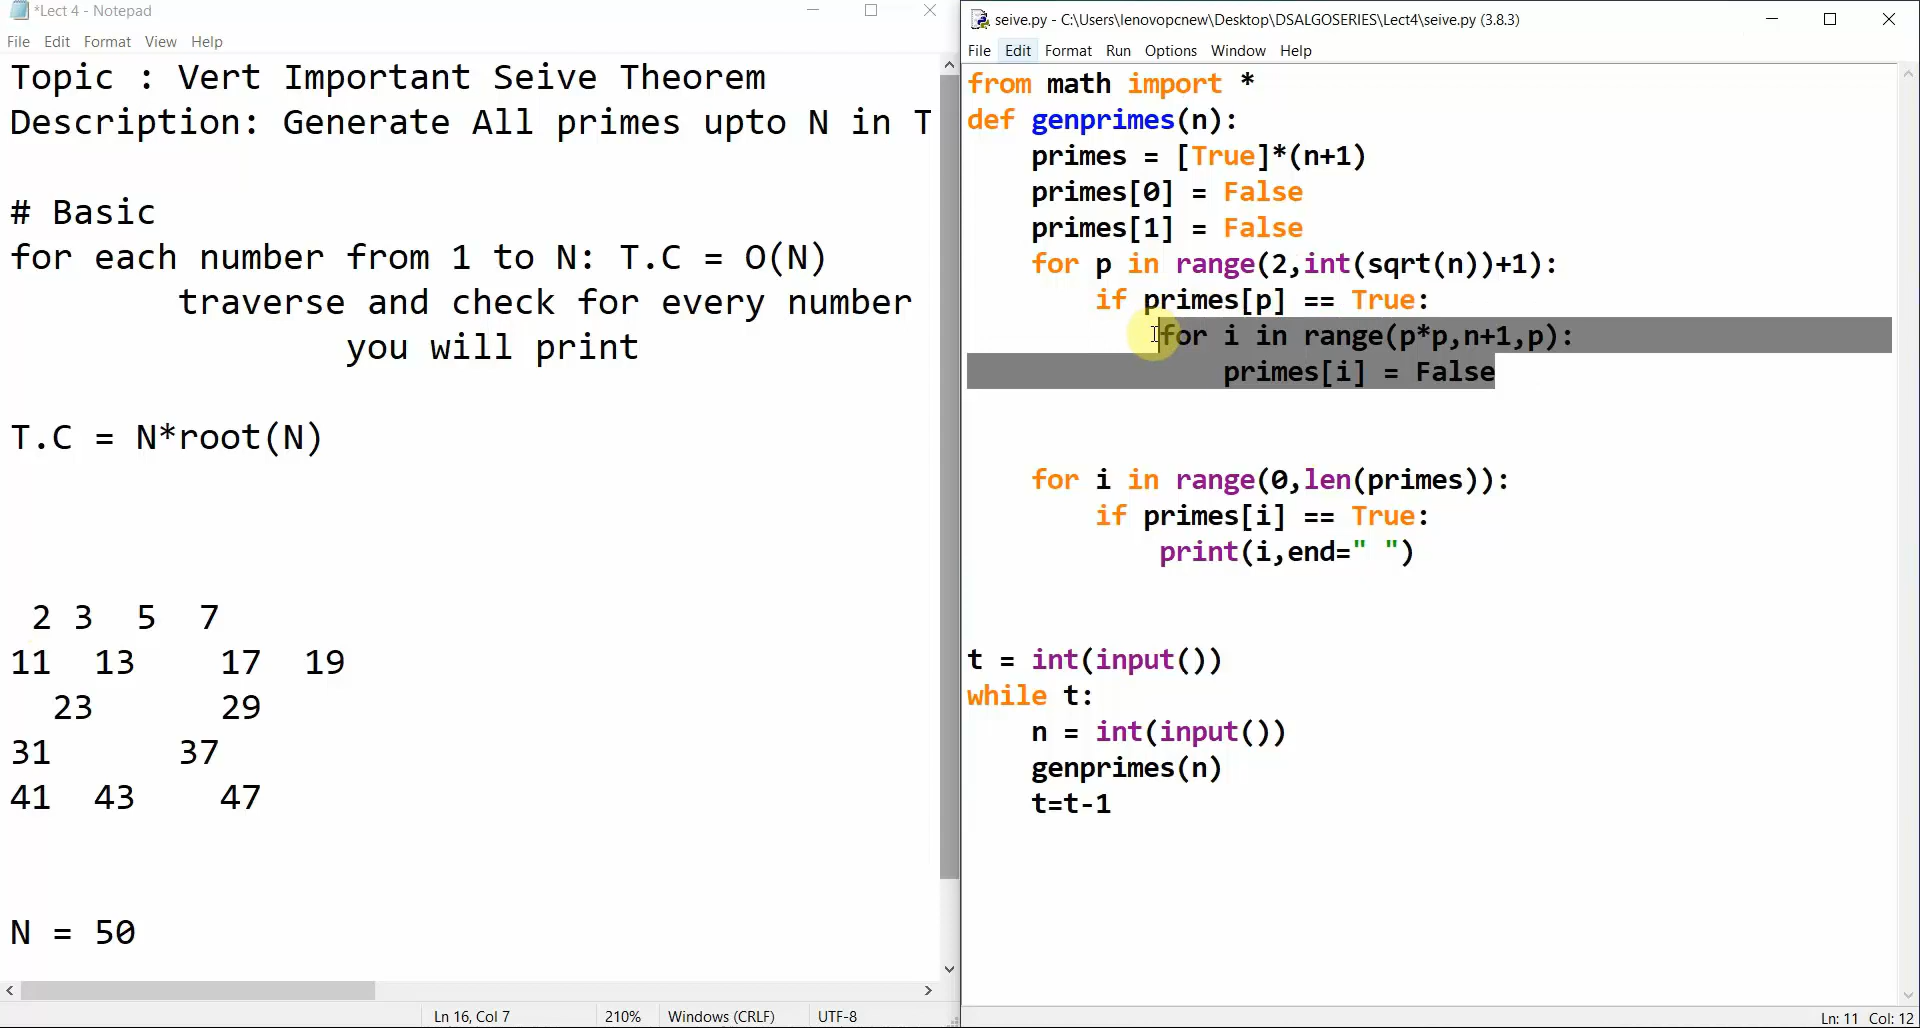 *Lect 4 - Notepad
File Edit Format View Help
Topic : Vert Important Seive Theorem
Description: Generate All primes upto N in T
# Basic
for each number from 1 to N: T.C = O(N)
traverse and check for every number
you will print
T.C = N*root(N)
2 3 5 7
11 13 17 19
23 29
31 37
41 43 47
N = 50
Ln 16, Col 7 210% Windows (CRLF) UTF-8
seive.py - C:\Users\lenovopcnew\Desktop\DSALGOSERIES\Lect4\seive.py (3.8.3)
File Edit Format Run Options Window Help
from math import *
def genprimes(n):
primes = [True]*(n+1)
primes[0] = False
primes[1] = False
for p in range(2,int(sqrt(n))+1):
if primes[p] == True:
for i in range(p*p,n+1,p):
primes[i] = False
for i in range(0,len(primes)):
if primes[i] == True:
print(i,end=" ")
t = int(input())
while t:
n = int(input())
genprimes(n)
t=t-1
Ln: 11 Col: 12